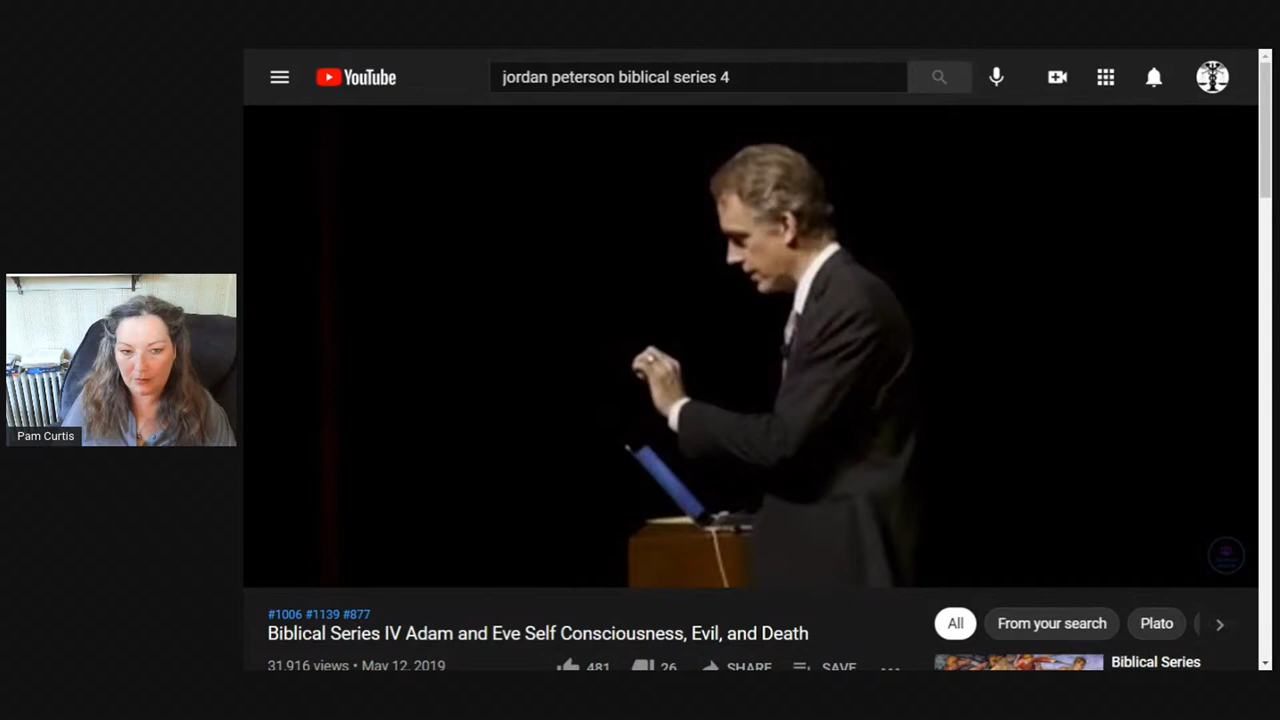 YouTube
jordan peterson biblical series 4
Pam Curtis
#1006 #1139 #877
Biblical Series IV Adam and Eve Self Consciousness, Evil, and Death
31,916 views • May 12, 2019
481
26
SHARE
SAVE
All
From your search
Plato
Biblical Series